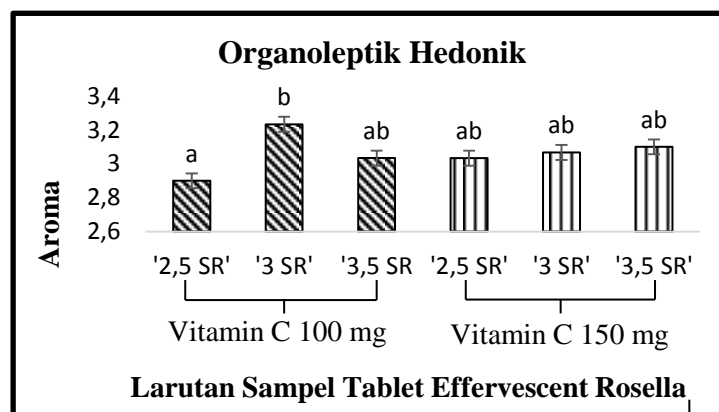 Organoleptik Hedonik
3,4
3,2
3
2,8
2,6
Aroma
a
b
ab
ab
ab
ab
'2,5 SR' '3 SR' '3,5 SR '2,5 SR' '3 SR' '3,5 SR'
Vitamin C 100 mg Vitamin C 150 mg
Larutan Sampel Tablet Effervescent Rosella